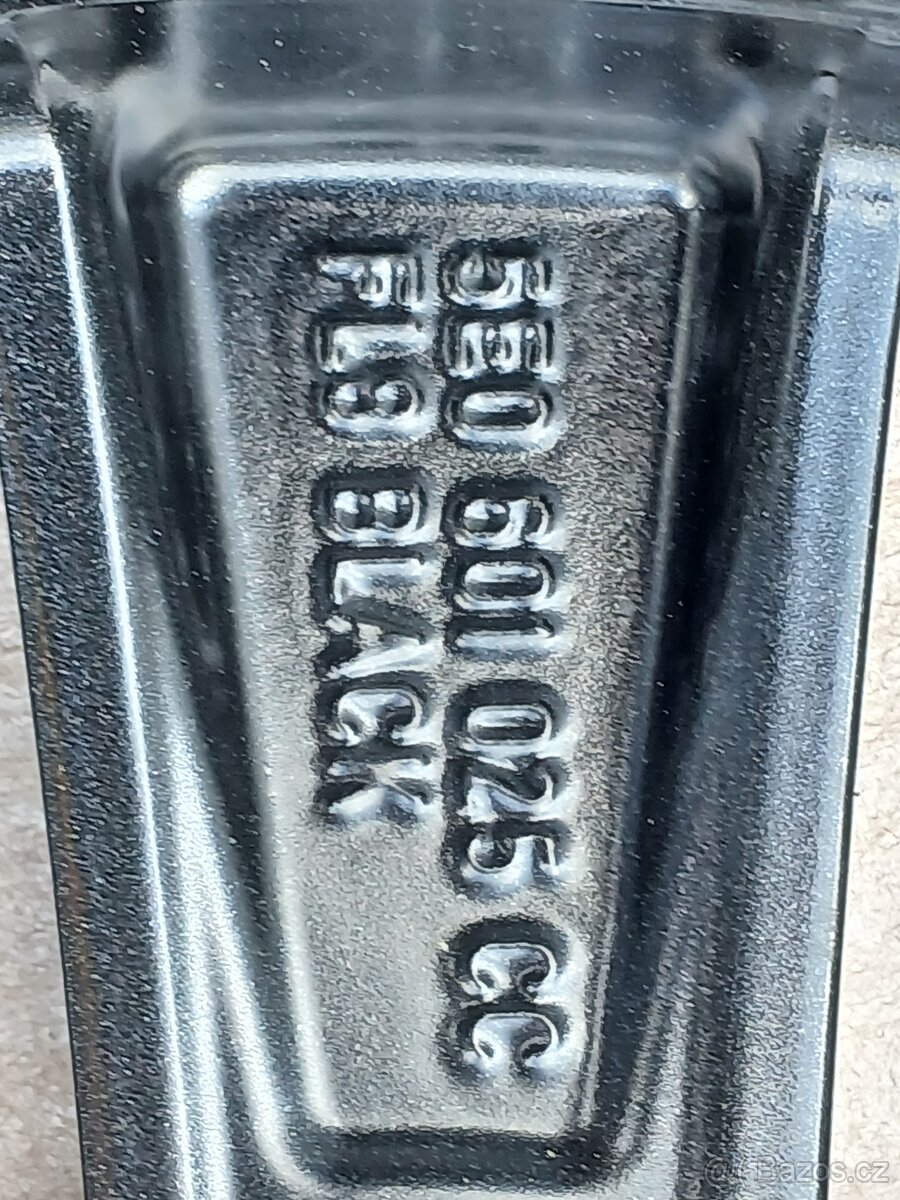 5E0 601 025 CC
FL9 BLACK
@ Bazos.cz